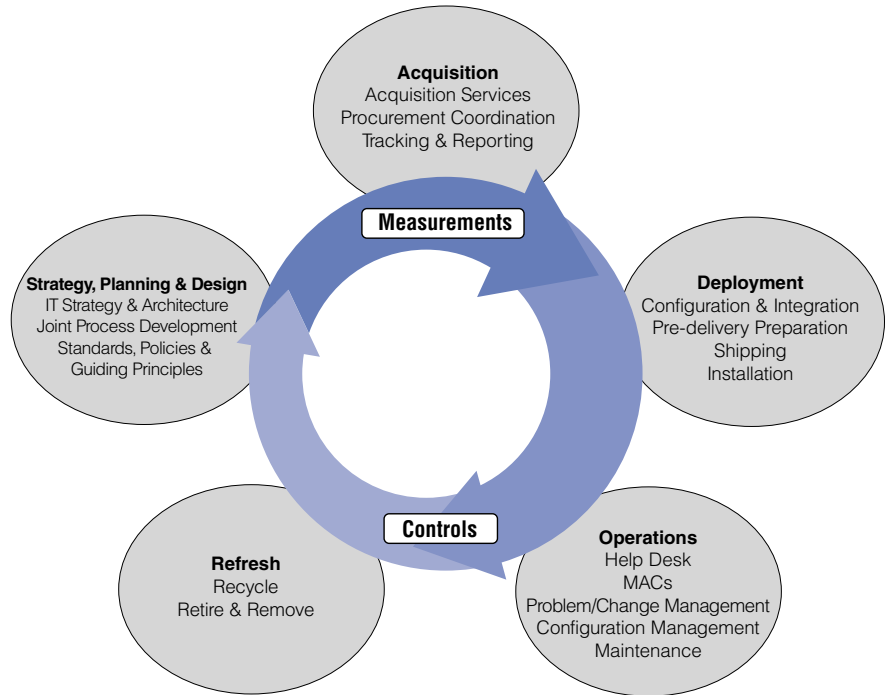 Acquisition
Acquisition Services
Procurement Coordination
Tracking & Reporting
Measurements
Strategy, Planning & Design
IT Strategy & Architecture
Joint Process Development
Standards, Policies &
Guiding Principles
Deployment
Configuration & Integration
Pre-delivery Preparation
Shipping
Installation
Controls
Refresh
Recycle
Retire & Remove
Operations
Help Desk
MACs
Problem/Change Management
Configuration Management
Maintenance